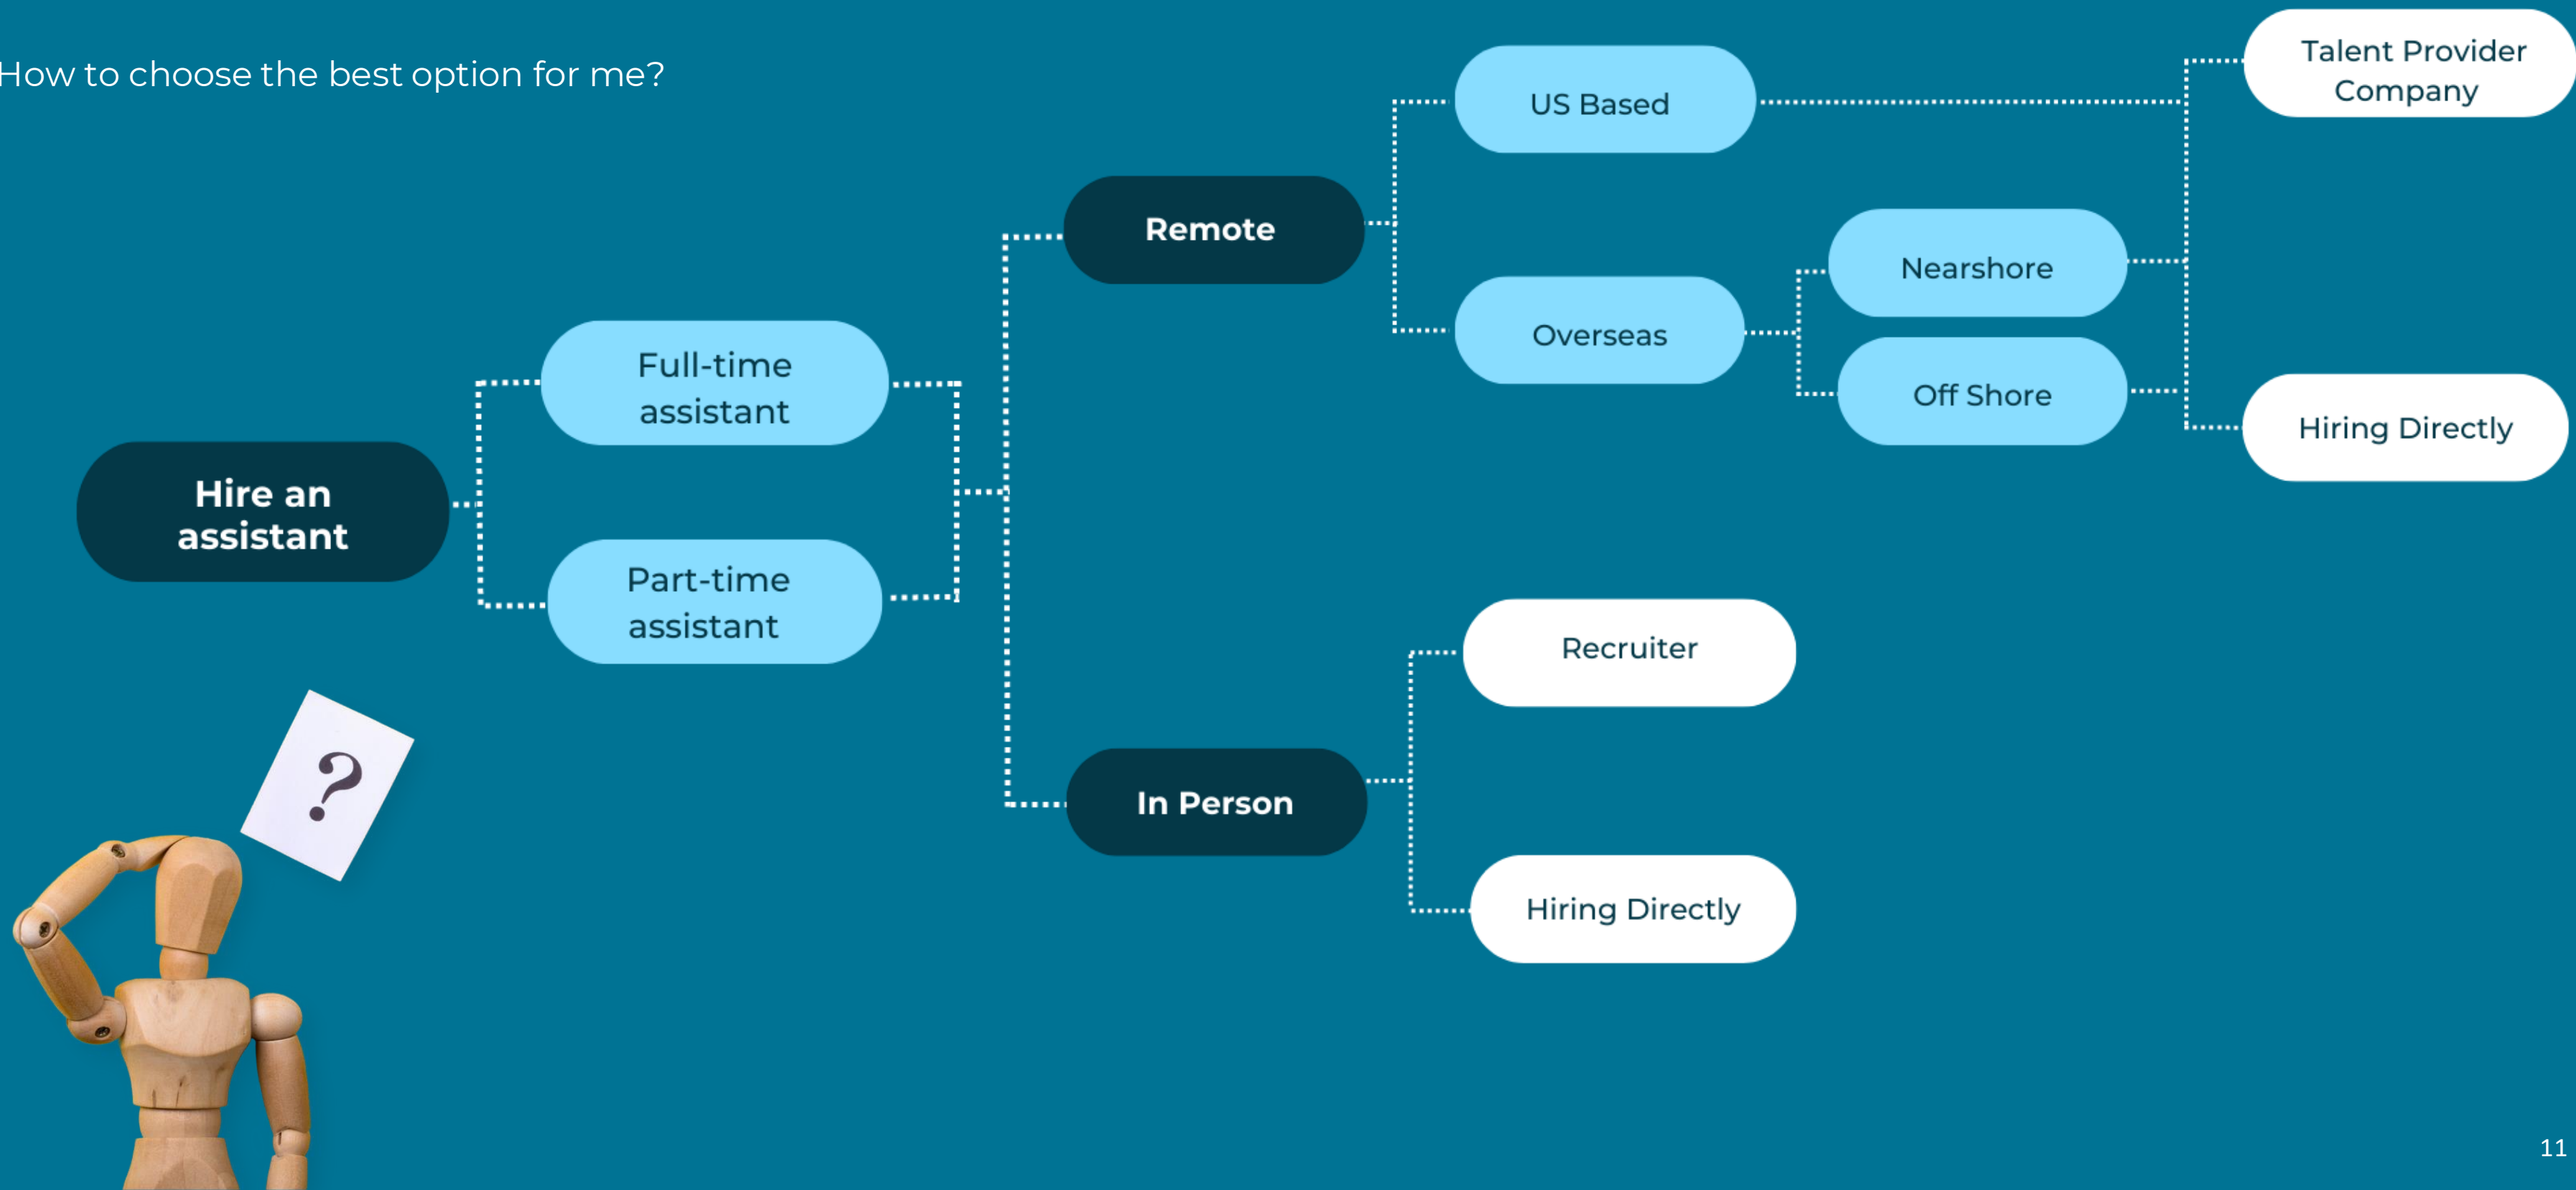 How to choose the best option for me?
Hire an
assistant
Full-time
assistant
Part-time
assistant
Remote
In Person
US Based
Overseas
Nearshore
Off Shore
Talent Provider
Company
Hiring Directly
Recruiter
Hiring Directly
?
11